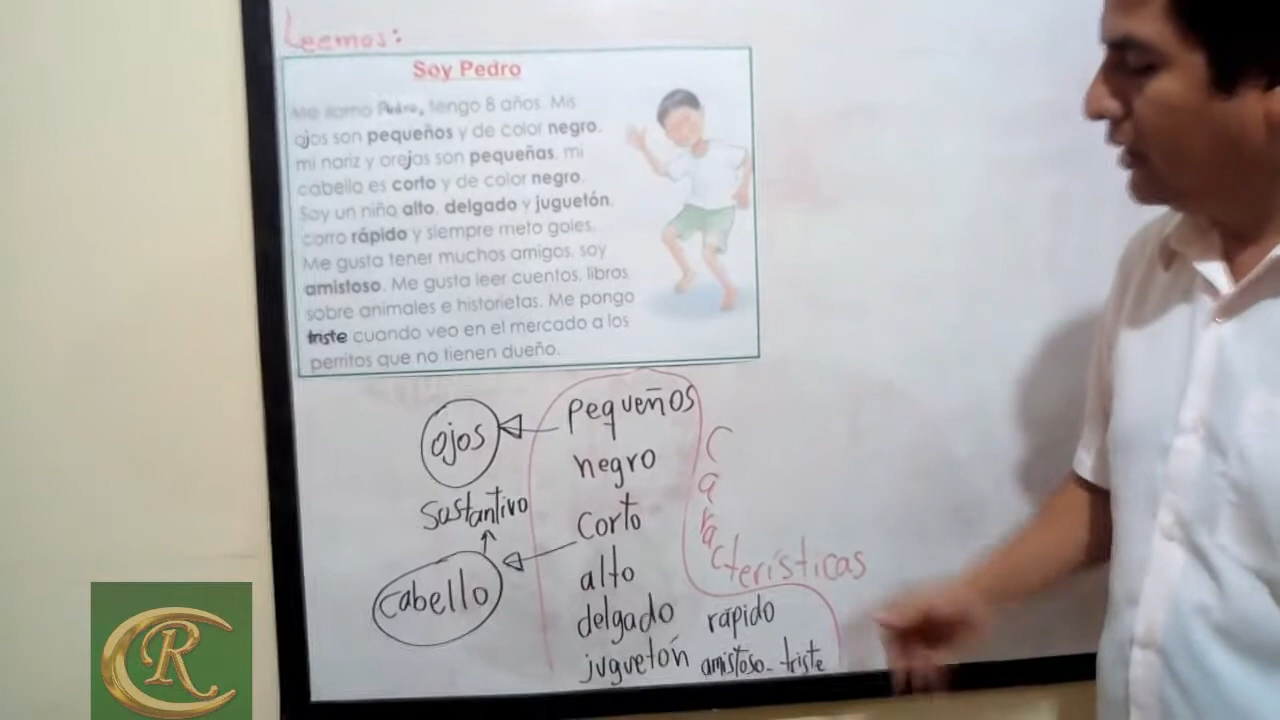 Leemos:
Soy Pedro
Me llamo Pedro, tengo 8 años. Mis
ojos son pequeños y de color negro,
mi nariz y orejas son pequeñas, mi
cabello es corto y de color negro.
Soy un niño alto, delgado y juguetón,
corro rápido y siempre meto goles.
Me gusta tener muchos amigos, soy
amistoso. Me gusta leer cuentos, libros
sobre animales e historietas. Me pongo
triste cuando veo en el mercado a los
perritos que no tienen dueño.
ojos
pequeños
negro
sustantivo
corto
cabello
alto
delgado rápido
juguetón amistoso - triste
Características
CR